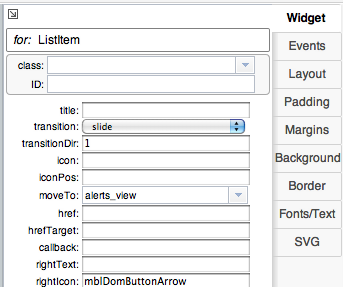 Widget
for: ListItem
Events
class:
Layout
ID:
Padding
title:
transition: slide
Margins
transitionDir: 1
icon:
Background
iconPos:
moveTo: alerts_view
Border
href:
hrefTarget:
Fonts/Text
callback:
SVG
rightText:
rightIcon: mblDomButtonArrow